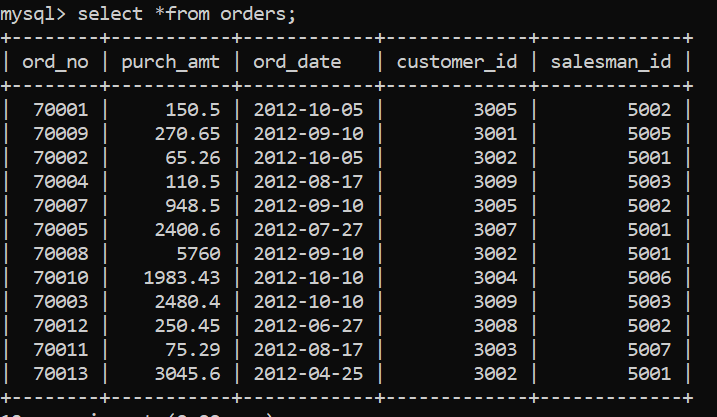 mysql> select *from orders;
+--------+-----------+------------+-------------+-------------+
| ord_no | purch_amt | ord_date   | customer_id | salesman_id |
+--------+-----------+------------+-------------+-------------+
|  70001 |     150.5 | 2012-10-05 |        3005 |        5002 |
|  70009 |    270.65 | 2012-09-10 |        3001 |        5005 |
|  70002 |     65.26 | 2012-10-05 |        3002 |        5001 |
|  70004 |     110.5 | 2012-08-17 |        3009 |        5003 |
|  70007 |     948.5 | 2012-09-10 |        3005 |        5002 |
|  70005 |    2400.6 | 2012-07-27 |        3007 |        5001 |
|  70008 |      5760 | 2012-09-10 |        3002 |        5001 |
|  70010 |   1983.43 | 2012-10-10 |        3004 |        5006 |
|  70003 |    2480.4 | 2012-10-10 |        3009 |        5003 |
|  70012 |    250.45 | 2012-06-27 |        3008 |        5002 |
|  70011 |     75.29 | 2012-08-17 |        3003 |        5007 |
|  70013 |    3045.6 | 2012-04-25 |        3002 |        5001 |
+--------+-----------+------------+-------------+-------------+